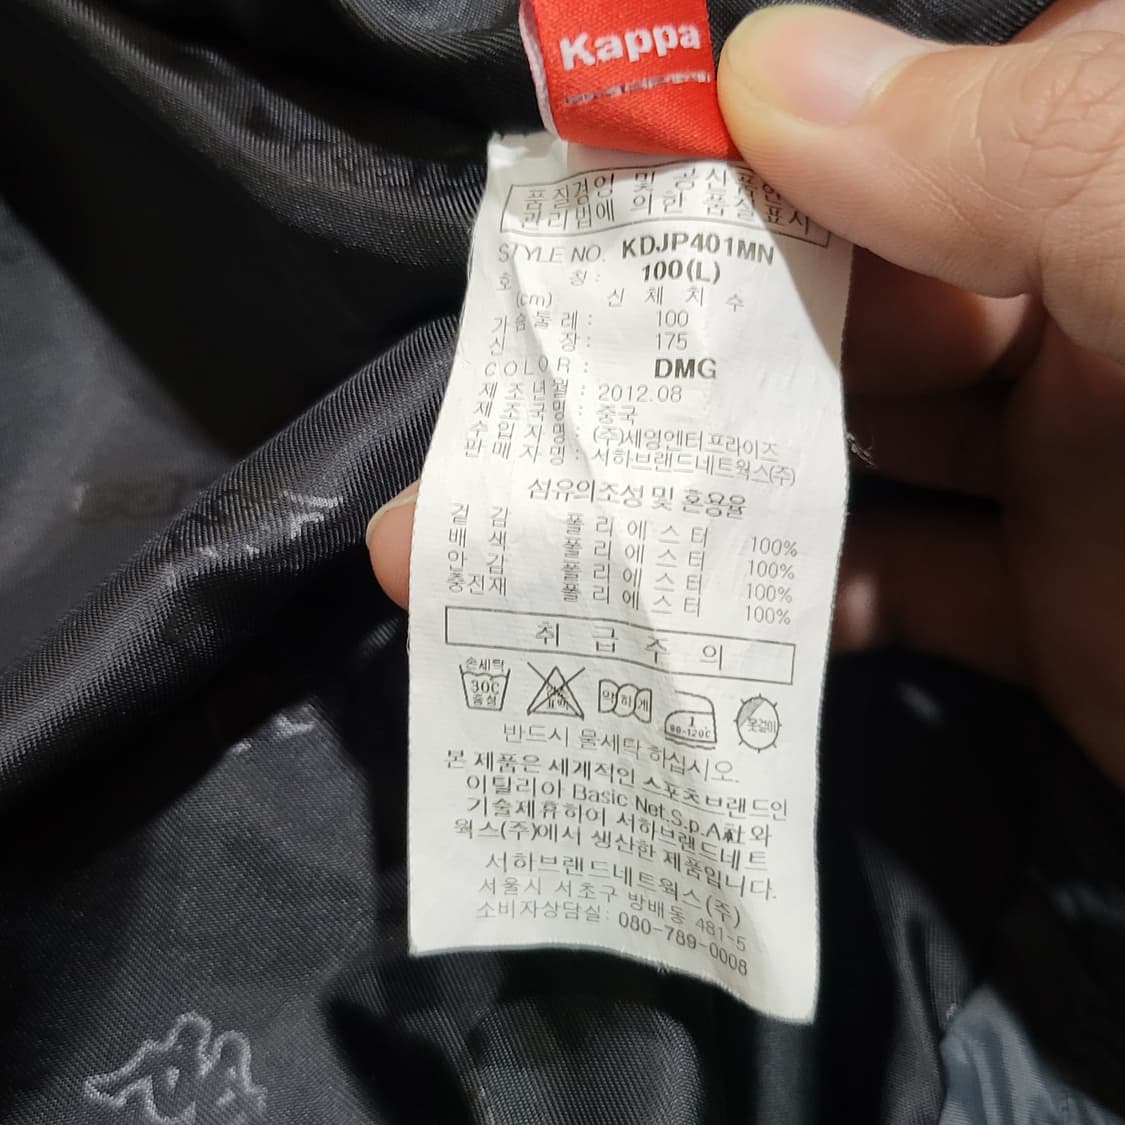 Kappa
품질경영 및 공산품안
관리법에 의한 품질표시
STYLE NO. KDJP401MN
호 칭 : 100(L)
(cm) 신 체 치 수
가슴둘레 : 100
신 장 : 175
COLOR : DMG
제조년월 : 2012.08
제조국명 : 중국
수입자명 : (주)세영엔터프라이즈
판매자명 : 서하브랜드네트웍스(주)
섬유의조성 및 혼용율
겉 감 폴리에스터 100%
배 색 폴리에스터 100%
안 감 폴리에스터 100%
충전재 폴리에스터 100%
취 급 주 의
손세탁
30C
중성
약하게
1
80-120C
옷걸이
반드시 물세탁 하십시오.
본 제품은 세계적인 스포츠브랜드인
이탈리아 Basic Net.S.p.A社와
기술제휴하여 서하브랜드네트
웍스(주)에서 생산한 제품입니다.
서하브랜드네트웍스(주)
서울시 서초구 방배동 481-5
소비자상담실: 080-789-0008